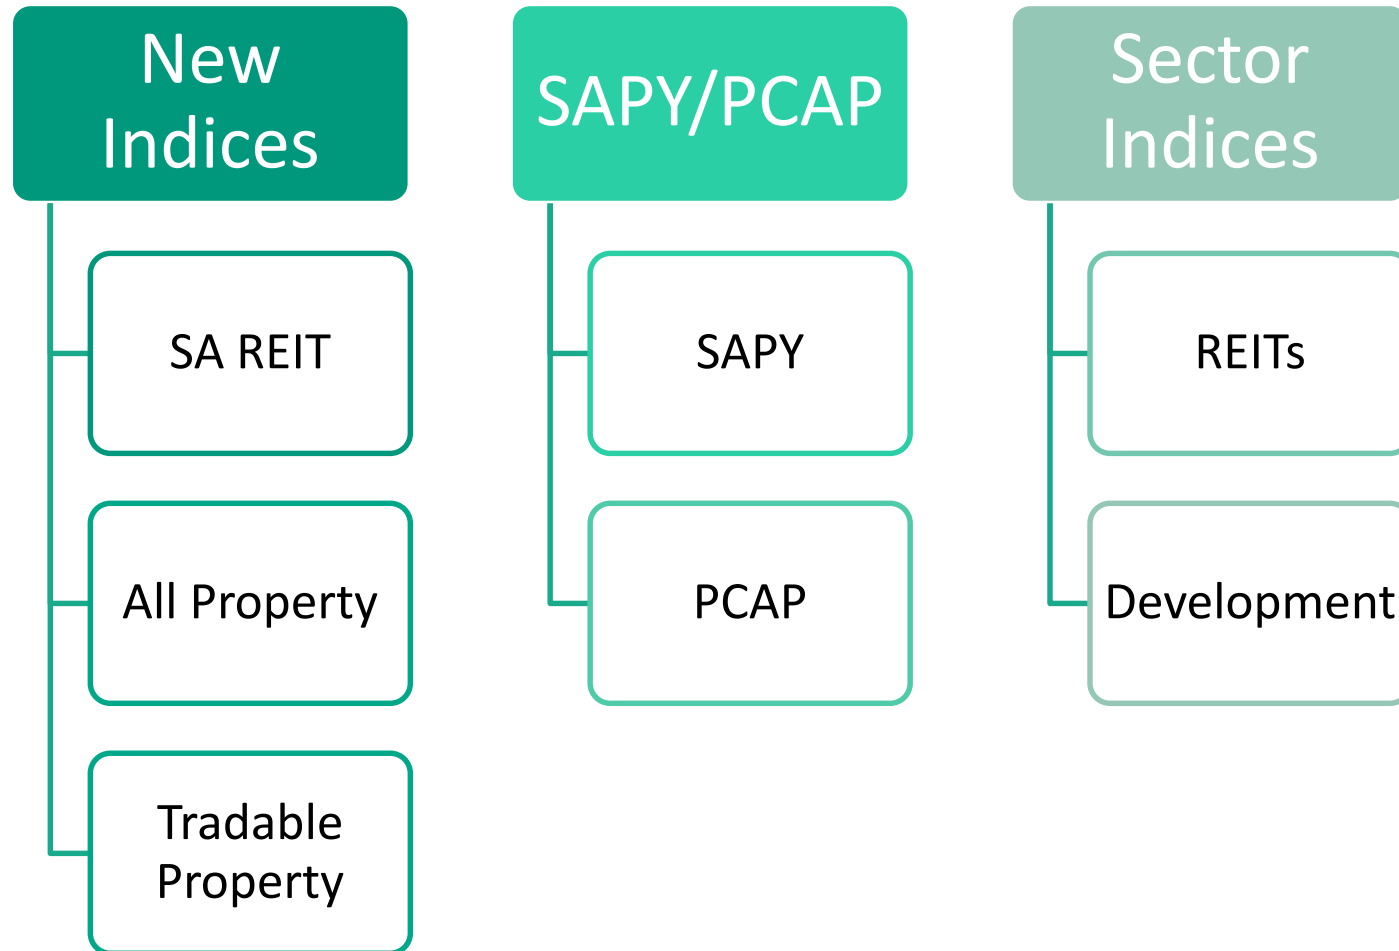 New
Indices
SA REIT
All Property
Tradable
Property
SAPY/PCAP
SAPY
PCAP
Sector
Indices
REITs
Development